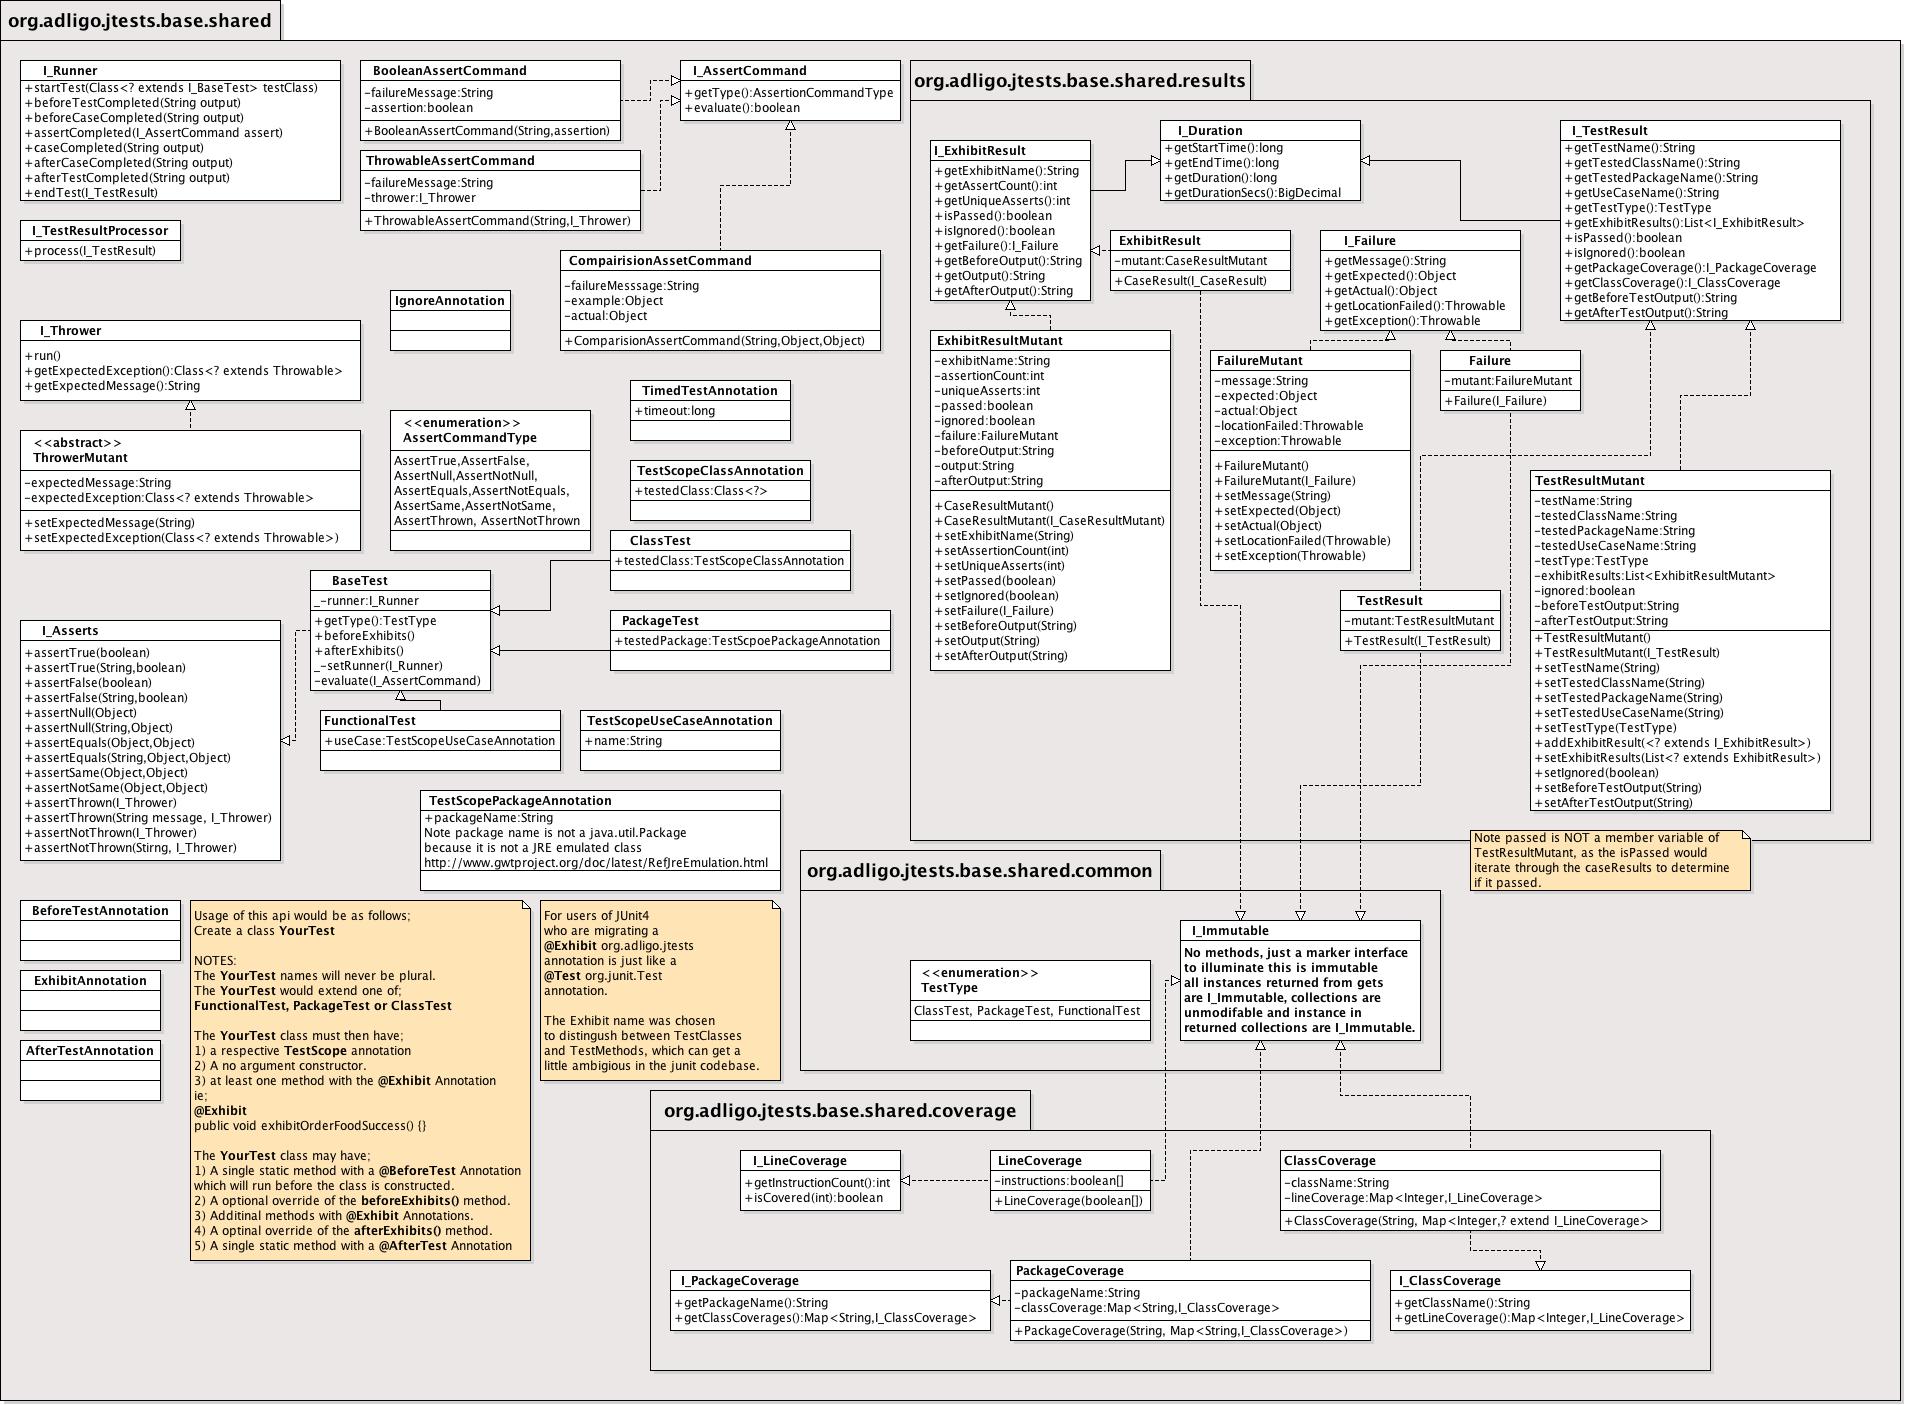 org.adligo.jtests.base.shared
I_Runner
+startTest(Class<? extends I_BaseTest> testClass)
+beforeTestCompleted(String output)
+beforeCaseCompleted(String output)
+assertCompleted(I_AssertCommand assert)
+caseCompleted(String output)
+afterCaseCompleted(String output)
+afterTestCompleted(String output)
+endTest(I_TestResult)
I_TestResultProcessor
+process(I_TestResult)
I_Thrower
+run()
+getExpectedException():Class<? extends Throwable>
+getExpectedMessage():String
<<abstract>>
ThrowerMutant
-expectedMessage:String
-expectedException:Class<? extends Throwable>
+setExpectedMessage(String)
+setExpectedException(Class<? extends Throwable>)
I_Asserts
+assertTrue(boolean)
+assertTrue(String,boolean)
+assertFalse(boolean)
+assertFalse(String,boolean)
+assertNull(Object)
+assertNull(String,Object)
+assertEquals(Object,Object)
+assertEquals(String,Object,Object)
+assertSame(Object,Object)
+assertNotSame(Object,Object)
+assertThrown(I_Thrower)
+assertThrown(String message, I_Thrower)
+assertNotThrown(I_Thrower)
+assertNotThrown(Stirng, I_Thrower)
BeforeTestAnnotation
ExhibitAnnotation
AfterTestAnnotation
BooleanAssertCommand
-failureMessage:String
-assertion:boolean
+BooleanAssertCommand(String,assertion)
ThrowableAssertCommand
-failureMessage:String
-thrower:I_Thrower
+ThrowableAssertCommand(String,I_Thrower)
I_AssertCommand
+getType():AssertionCommandType
+evaluate():boolean
CompairisionAssetCommand
-failureMesssage:String
-example:Object
-actual:Object
+ComparisionAssertCommand(String,Object,Object)
IgnoreAnnotation
<<enumeration>>
AssertCommandType
AssertTrue,AssertFalse,
AssertNull,AssertNotNull,
AssertEquals,AssertNotEquals,
AssertSame,AssertNotSame,
AssertThrown, AssertNotThrown
TimedTestAnnotation
+timeout:long
TestScopeClassAnnotation
+testedClass:Class<?>
ClassTest
+testedClass:TestScopeClassAnnotation
BaseTest
_-runner:I_Runner
+getType():TestType
+beforeExhibits()
+afterExhibits()
_-setRunner(I_Runner)
-evaluate(I_AssertCommand)
PackageTest
+testedPackage:TestScpoePackageAnnotation
FunctionalTest
+useCase:TestScopeUseCaseAnnotation
TestScopeUseCaseAnnotation
+name:String
TestScopePackageAnnotation
+packageName:String
Note package name is not a java.util.Package
because it is not a JRE emulated class
http://www.gwtproject.org/doc/latest/RefJreEmulation.html
Usage of this api would be as follows;
Create a class YourTest
NOTES:
The YourTest names will never be plural.
The YourTest would extend one of;
FunctionalTest, PackageTest or ClassTest
The YourTest class must then have;
1) a respective TestScope annotation
2) A no argument constructor.
3) at least one method with the @Exhibit Annotation
ie;
@Exhibit
public void exhibitOrderFoodSuccess() {}
The YourTest class may have;
1) A single static method with a @BeforeTest Annotation
which will run before the class is constructed.
2) A optional override of the beforeExhibits() method.
3) Additinal methods with @Exhibit Annotations.
4) A optinal override of the afterExhibits() method.
5) A single static method with a @AfterTest Annotation
For users of JUnit4
who are migrating a
@Exhibit org.adligo.jtests
annotation is just like a
@Test org.junit.Test
annotation.
The Exhibit name was chosen
to distingush between TestClasses
and TestMethods, which can get a
little ambigious in the junit codebase.
org.adligo.jtests.base.shared.results
I_ExhibitResult
+getExhibitName():String
+getAssertCount():int
+getUniqueAsserts():int
+isPassed():boolean
+isIgnored():boolean
+getFailure():I_Failure
+getBeforeOutput():String
+getOutput():String
+getAfterOutput():String
I_Duration
+getStartTime():long
+getEndTime():long
+getDuration():long
+getDurationSecs():BigDecimal
ExhibitResult
-mutant:CaseResultMutant
+CaseResult(I_CaseResult)
I_Failure
+getMessage():String
+getExpected():Object
+getActual():Object
+getLocationFailed():Throwable
+getException():Throwable
I_TestResult
+getTestName():String
+getTestedClassName():String
+getTestedPackageName():String
+getUseCaseName():String
+getTestType():TestType
+getExhibitResults():List<I_ExhibitResult>
+isPassed():boolean
+isIgnored():boolean
+getPackageCoverage():I_PackageCoverage
+getClassCoverage():I_ClassCoverage
+getBeforeTestOutput():String
+getAfterTestOutput():String
ExhibitResultMutant
-exhibitName:String
-assertionCount:int
-uniqueAsserts:int
-passed:boolean
-ignored:boolean
-failure:FailureMutant
-beforeOutput:String
-output:String
-afterOutput:String
+CaseResultMutant()
+CaseResultMutant(I_CaseResultMutant)
+setExhibitName(String)
+setAssertionCount(int)
+setUniqueAsserts(int)
+setPassed(boolean)
+setIgnored(boolean)
+setFailure(I_Failure)
+setBeforeOutput(String)
+setOutput(String)
+setAfterOutput(String)
FailureMutant
-message:String
-expected:Object
-actual:Object
-locationFailed:Throwable
-exception:Throwable
+FailureMutant()
+FailureMutant(I_Failure)
+setMessage(String)
+setExpected(Object)
+setActual(Object)
+setLocationFailed(Throwable)
+setException(Throwable)
Failure
-mutant:FailureMutant
+Failure(I_Failure)
TestResult
-mutant:TestResultMutant
+TestResult(I_TestResult)
TestResultMutant
-testName:String
-testedClassName:String
-testedPackageName:String
-testedUseCaseName:String
-testType:TestType
-exhibitResults:List<ExhibitResultMutant>
-ignored:boolean
-beforeTestOutput:String
-afterTestOutput:String
+TestResultMutant()
+TestResultMutant(I_TestResult)
+setTestName(String)
+setTestedClassName(String)
+setTestedPackageName(String)
+setTestedUseCaseName(String)
+setTestType(TestType)
+addExhibitResult(<? extends I_ExhibitResult>)
+setExhibitResults(List<? extends ExhibitResult>)
+setIgnored(boolean)
+setBeforeTestOutput(String)
+setAfterTestOutput(String)
Note passed is NOT a member variable of
TestResultMutant, as the isPassed would
iterate through the caseResults to determine
if it passed.
org.adligo.jtests.base.shared.common
<<enumeration>>
TestType
ClassTest, PackageTest, FunctionalTest
I_Immutable
No methods, just a marker interface
to illuminate this is immutable
all instances returned from gets
are I_Immutable, collections are
unmodifable and instance in
returned collections are I_Immutable.
org.adligo.jtests.base.shared.coverage
I_LineCoverage
+getInstructionCount():int
+isCovered(int):boolean
LineCoverage
-instructions:boolean[]
+LineCoverage(boolean[])
ClassCoverage
-className:String
-lineCoverage:Map<Integer,I_LineCoverage>
+ClassCoverage(String, Map<Integer,? extend I_LineCoverage>
I_PackageCoverage
+getPackageName():String
+getClassCoverages():Map<String,I_ClassCoverage>
PackageCoverage
-packageName:String
-classCoverage:Map<String,I_ClassCoverage>
+PackageCoverage(String, Map<String,I_ClassCoverage>)
I_ClassCoverage
+getClassName():String
+getLineCoverage():Map<Integer,I_LineCoverage>